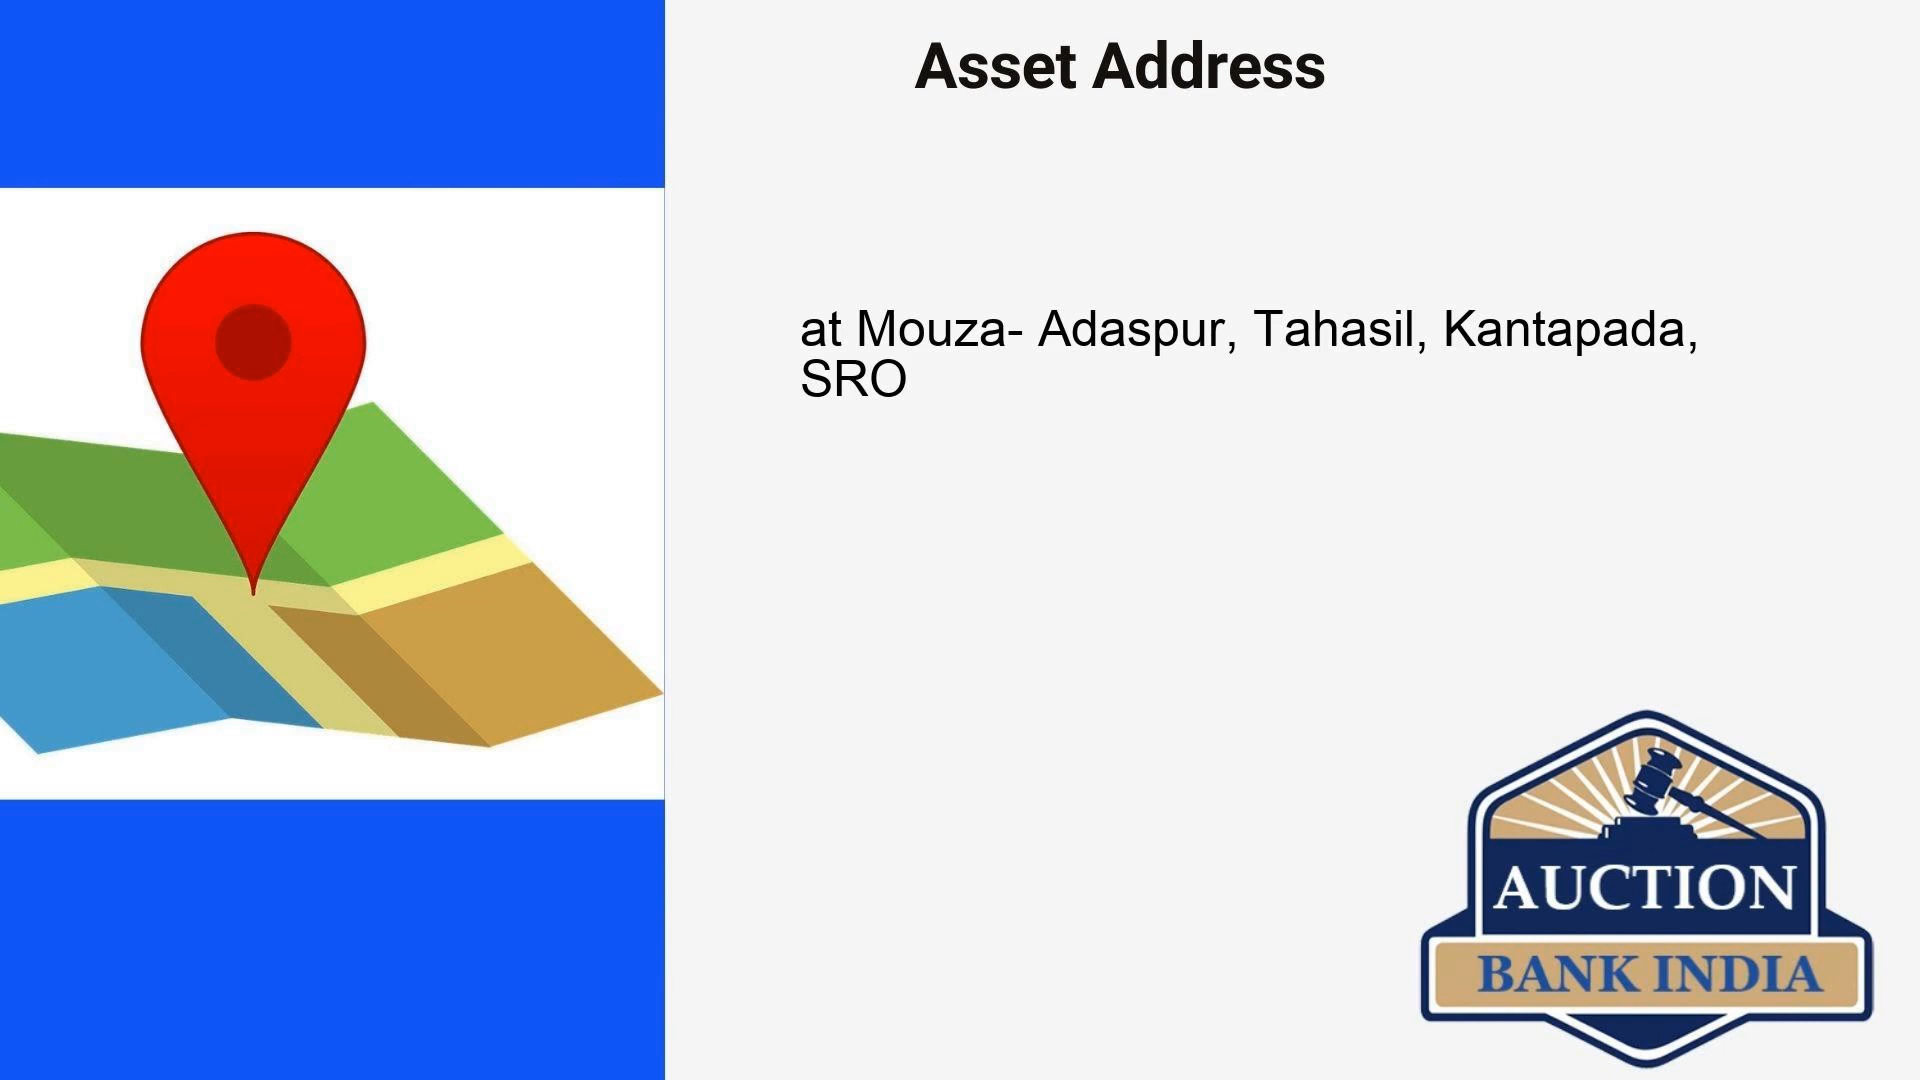 Asset Address
at Mouza- Adaspur, Tahasil, Kantapada,
SRO
AUCTION
BANK INDIA